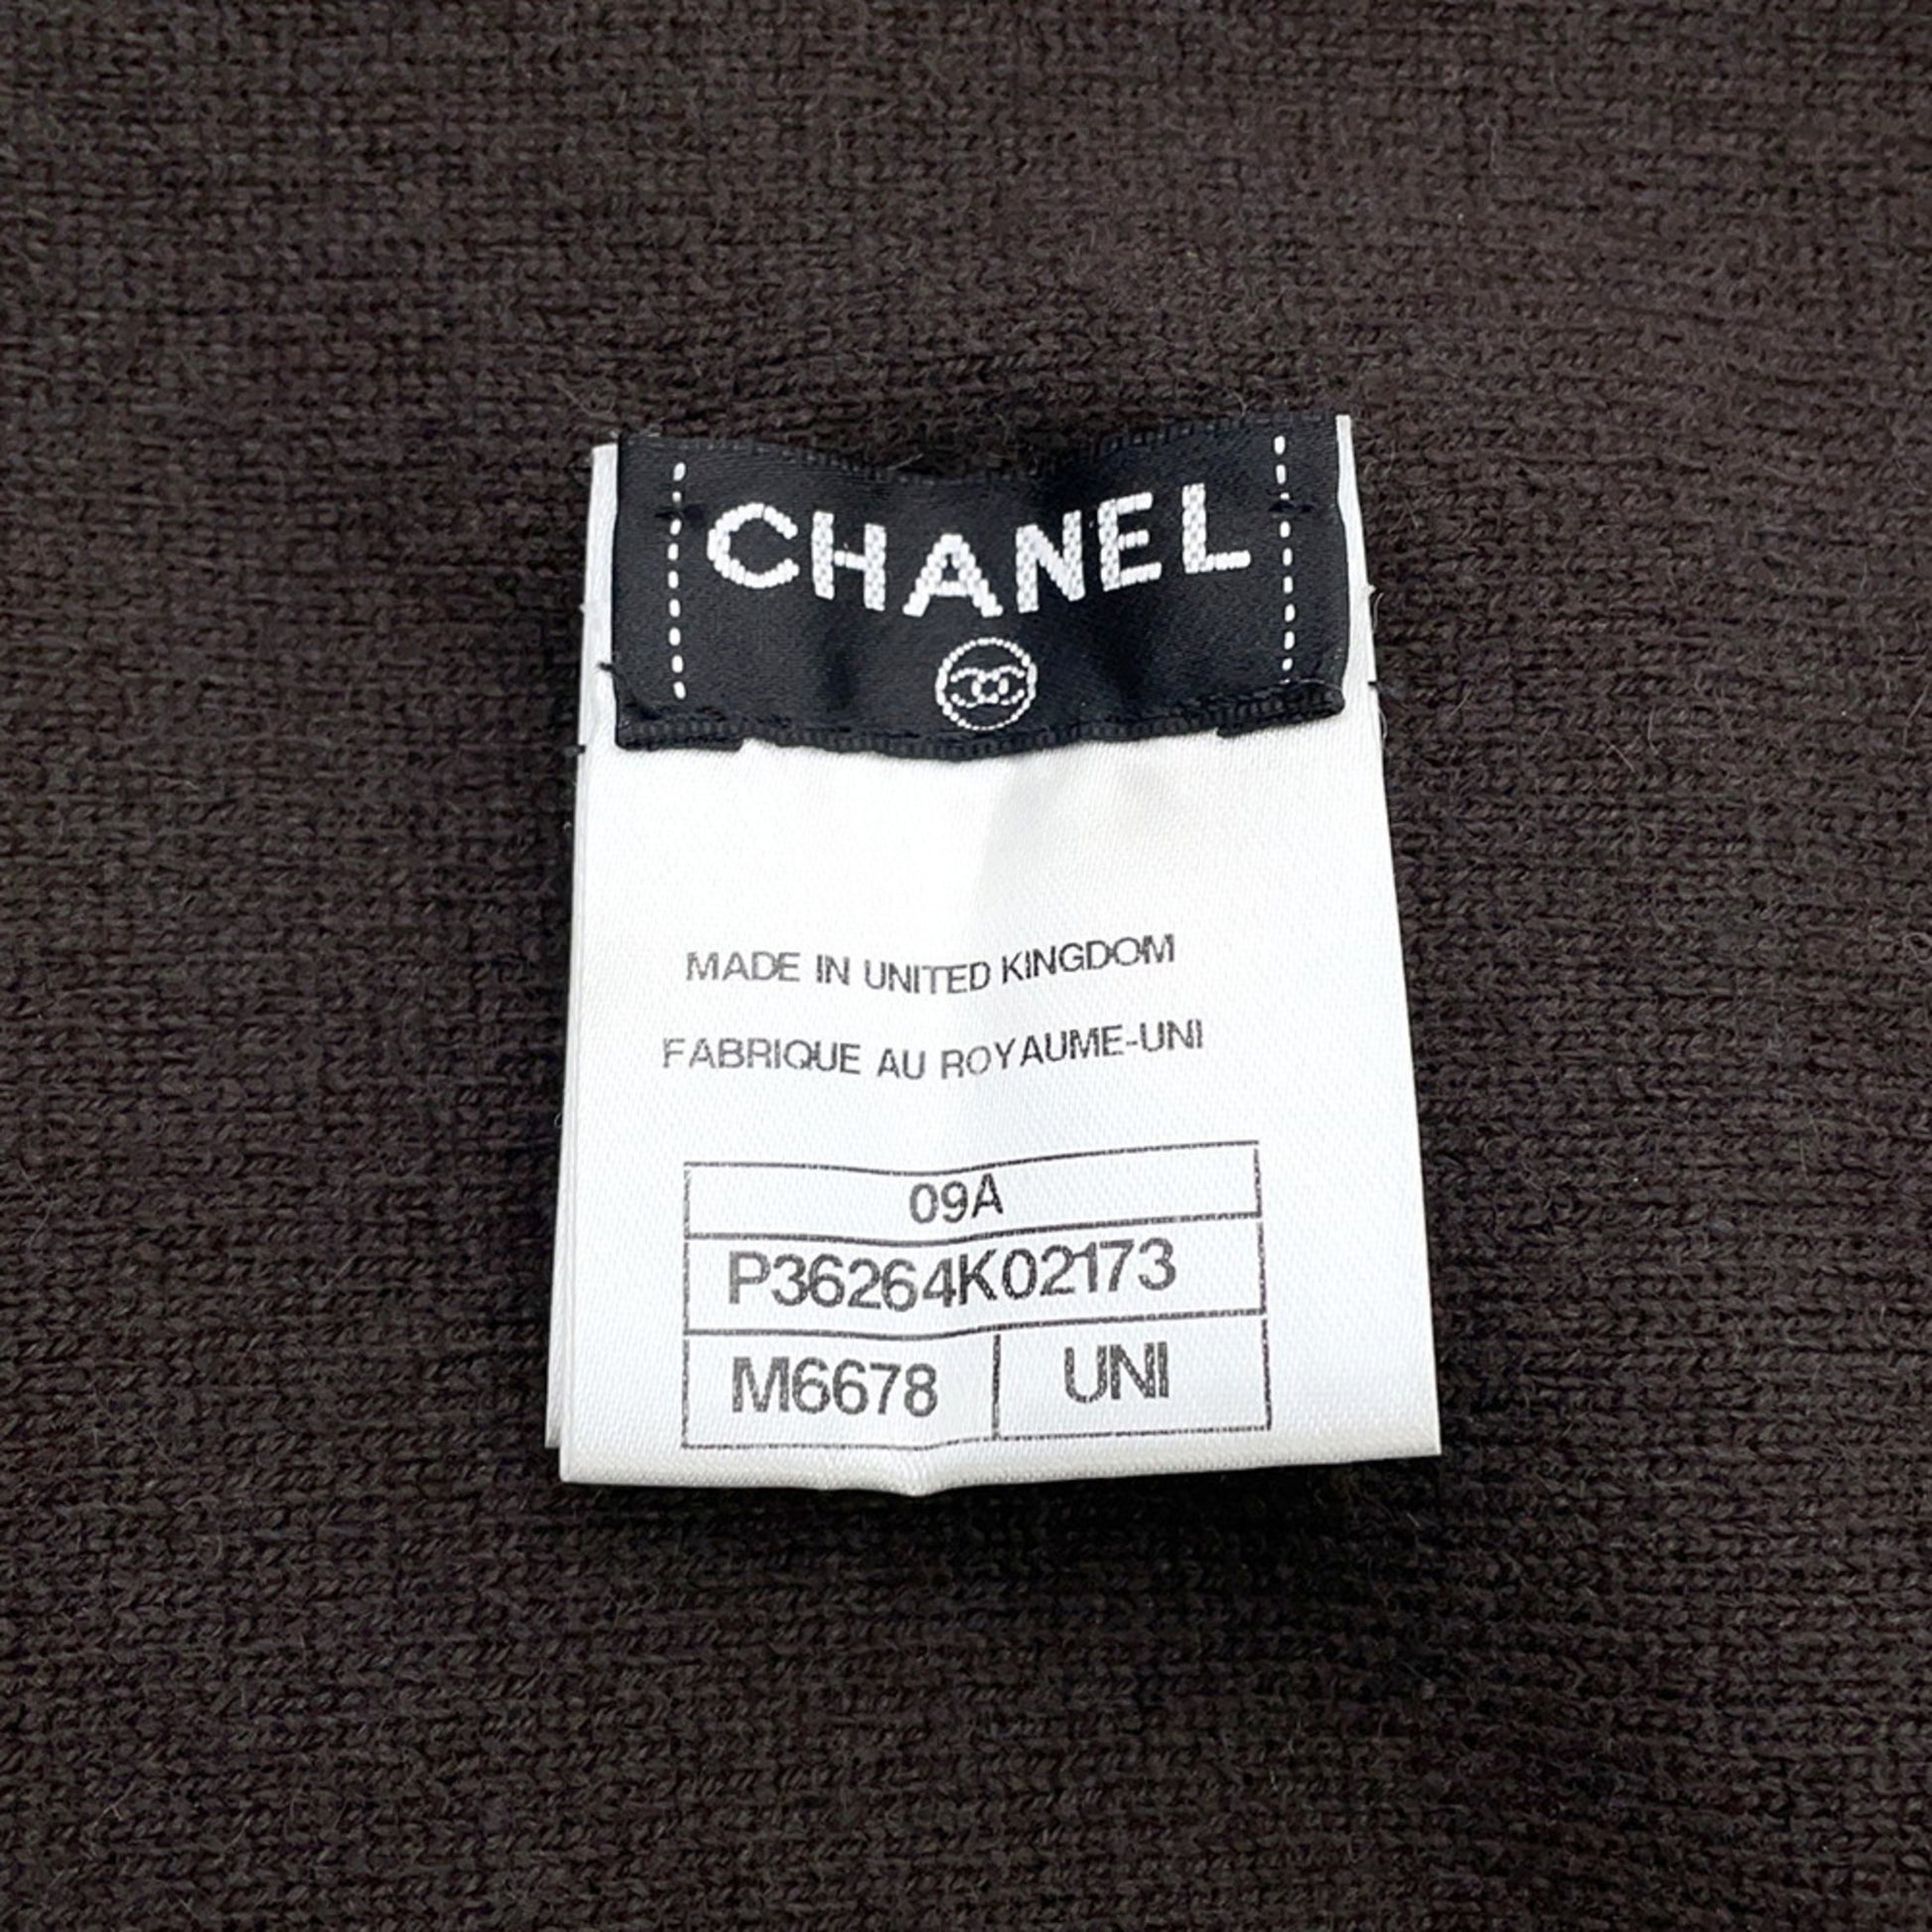 CHANEL
MADE IN UNITED KINGDOM
FABRIQUE AU ROYAUME-UNI
09A
P36264K02173
M6678 UNI